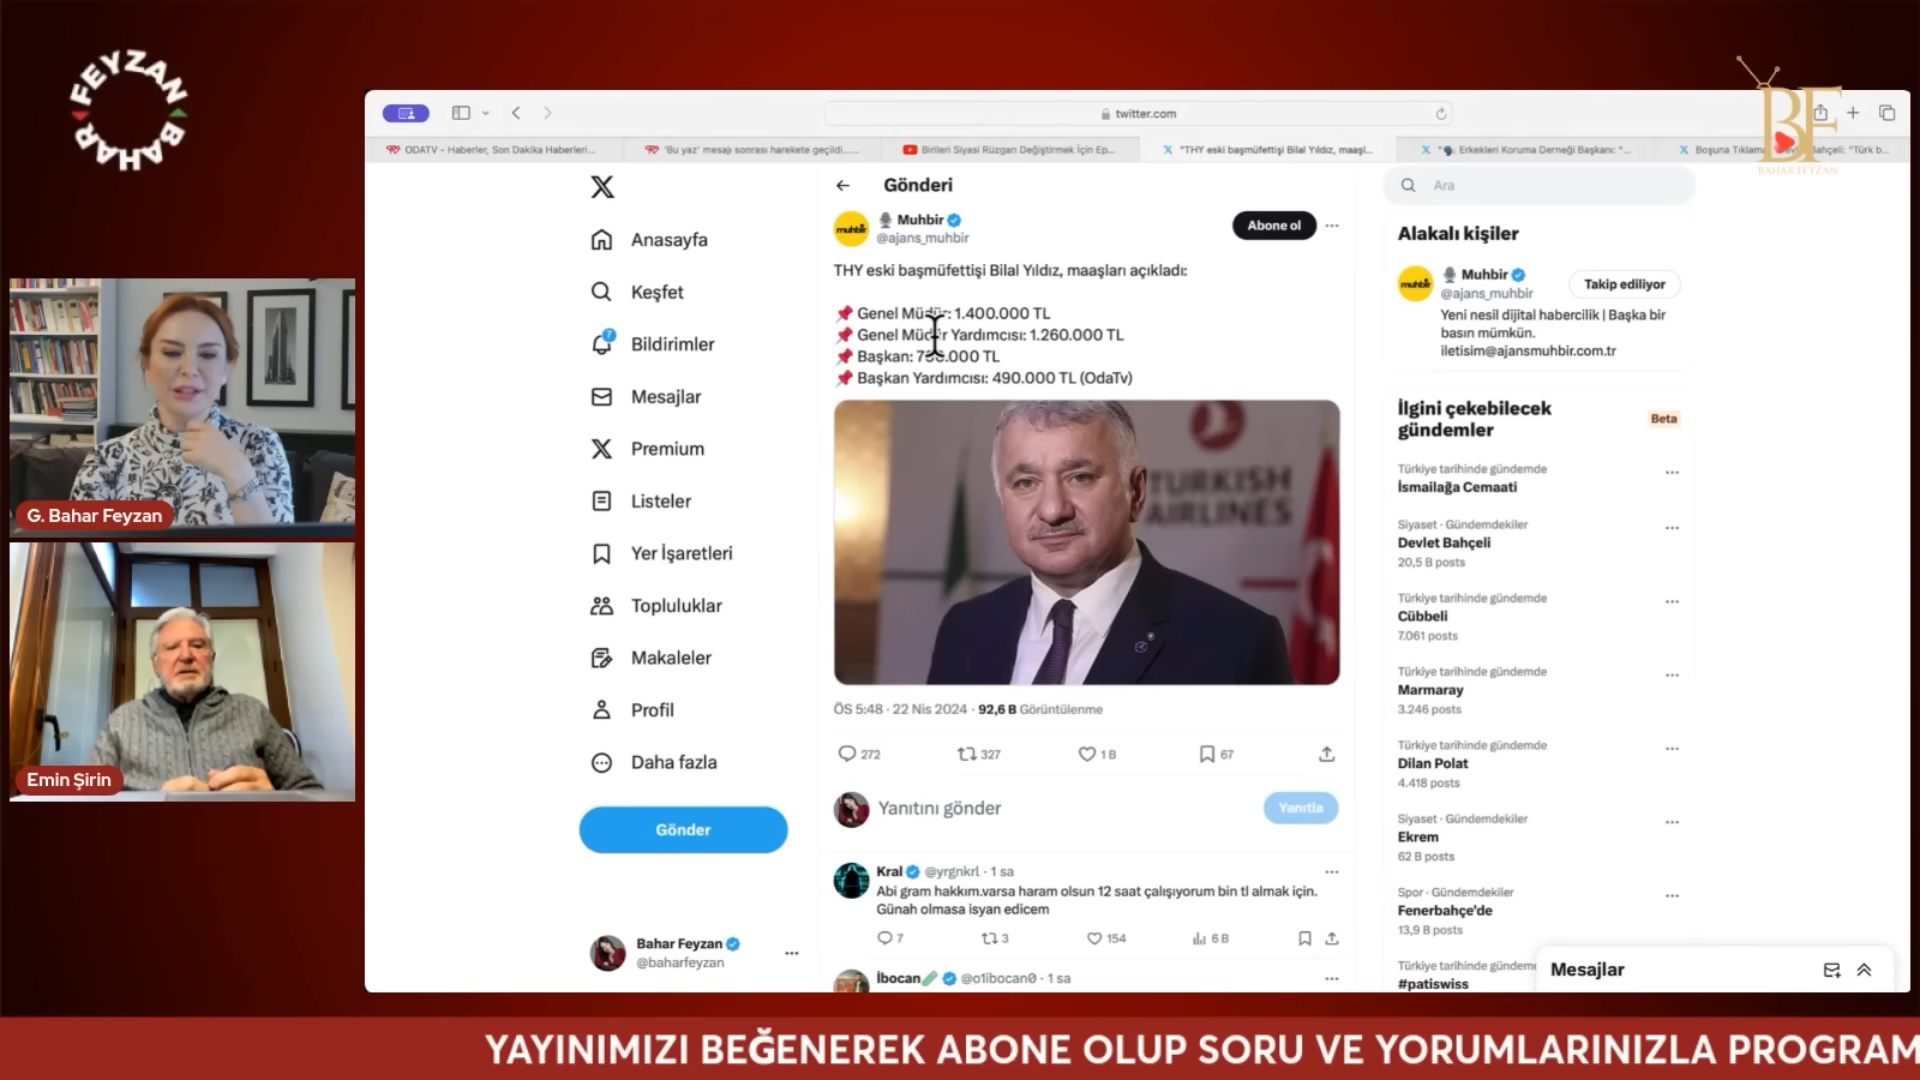 FEYZAN BAHAR
BF
BAHAR FEYZAN
twitter.com
ODATV - Haberler, Son Dakika Haberleri...
'Bu yaz' mesajı sonrası harekete geçildi......
Birileri Siyasi Rüzgarı Değiştirmek İçin Ep...
"THY eski başmüfettişi Bilal Yıldız, maaşl...
Erkekleri Koruma Derneği Başkanı: "...
Boşuna Tıklama: "Türk b...
Gönderi
Anasayfa
Keşfet
7
Bildirimler
Mesajlar
Premium
Listeler
Yer İşaretleri
Topluluklar
Makaleler
Profil
Daha fazla
Gönder
Bahar Feyzan
@baharfeyzan
muhbir
Muhbir
@ajans_muhbir
Abone ol
THY eski başmüfettişi Bilal Yıldız, maaşları açıkladı:
Genel Müdür: 1.400.000 TL
Genel Müdür Yardımcısı: 1.260.000 TL
Başkan: TL
Başkan Yardımcısı: 490.000 TL (OdaTv)
TURKISH
AIRLINES
ÖS 5:48 · 22 Nis 2024 · 92,6 B Görüntülenme
272
327
1 B
67
Yanıtını gönder
Yanıtla
Kral @yrgnkrl · 1 sa
Abi gram hakkım.varsa haram olsun 12 saat çalışıyorum bin tl almak için.
Günah olmasa isyan edicem
7
3
154
6 B
İbocan @o1ibocan0 · 1 sa
Ara
Alakalı kişiler
muhbir
Muhbir
@ajans_muhbir
Takip ediliyor
Yeni nesil dijital habercilik | Başka bir
basın mümkün.
iletisim@ajansmuhbir.com.tr
İlgini çekebilecek
gündemler
Beta
Türkiye tarihinde gündemde
İsmailağa Cemaati
Siyaset · Gündemdekiler
Devlet Bahçeli
20,5 B posts
Türkiye tarihinde gündemde
Cübbeli
7.061 posts
Türkiye tarihinde gündemde
Marmaray
3.246 posts
Türkiye tarihinde gündemde
Dilan Polat
4.418 posts
Siyaset · Gündemdekiler
Ekrem
62 B posts
Spor · Gündemdekiler
Fenerbahçe'de
13,9 B posts
Türkiye tarihinde gündemde
#patiswiss
Mesajlar
G. Bahar Feyzan
Emin Şirin
YAYINIMIZI BEĞENEREK ABONE OLUP SORU VE YORUMLARINIZLA PROGRAM